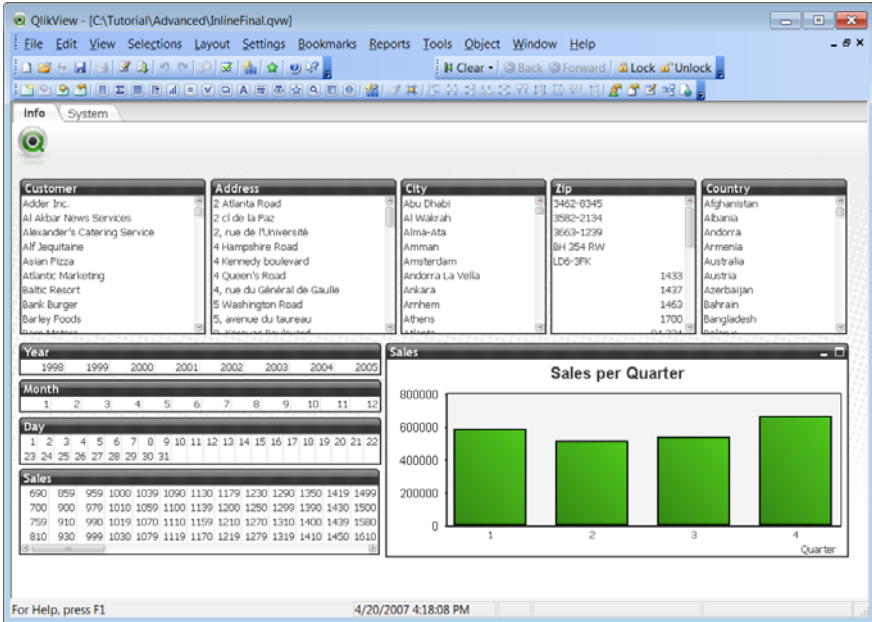 QlikView - [C:\Tutorial\Advanced\InlineFinal.qvw]
File Edit View Selections Layout Settings Bookmarks Reports Tools Object Window Help
Clear Back Forward Lock Unlock
Info System
Customer
Adder Inc.
Al Akbar News Services
Alexander's Catering Service
Alf Jequitaine
Asian Pizza
Atlantic Marketing
Baltic Resort
Bank Burger
Barley Foods
Address
2 Atlanta Road
2 cl de la Paz
2, rue de l'Université
4 Hampshire Road
4 Kennedy boulevard
4 Queen's Road
4, rue du Général de Gaulle
5 Washington Road
5, avenue du taureau
City
Abu Dhabi
Al Wakrah
Alma-Ata
Amman
Amsterdam
Andorra La Vella
Ankara
Arnhem
Athens
Atlanta
Zip
3462-8345
3582-2134
3663-1239
BH 354 RW
LD6-3FK
1433
1437
1463
1700
Country
Afghanistan
Albania
Andorra
Armenia
Australia
Austria
Azerbaijan
Bahrain
Bangladesh
Year
1998 1999 2000 2001 2002 2003 2004 2005
Month
1 2 3 4 5 6 7 8 9 10 11 12
Day
1 2 3 4 5 6 7 8 9 10 11 12 13 14 15 16 17 18 19 20 21 22
23 24 25 26 27 28 29 30 31
Sales
690 859 959 1000 1039 1090 1130 1179 1230 1290 1350 1419 1499
700 900 979 1010 1059 1100 1139 1200 1250 1299 1390 1430 1500
759 910 990 1019 1070 1110 1159 1210 1270 1310 1400 1439 1580
810 930 999 1030 1079 1119 1170 1219 1279 1319 1410 1450 1610
Sales
Sales per Quarter
800000
600000
400000
200000
0
1 2 3 4
Quarter
For Help, press F1 4/20/2007 4:18:08 PM